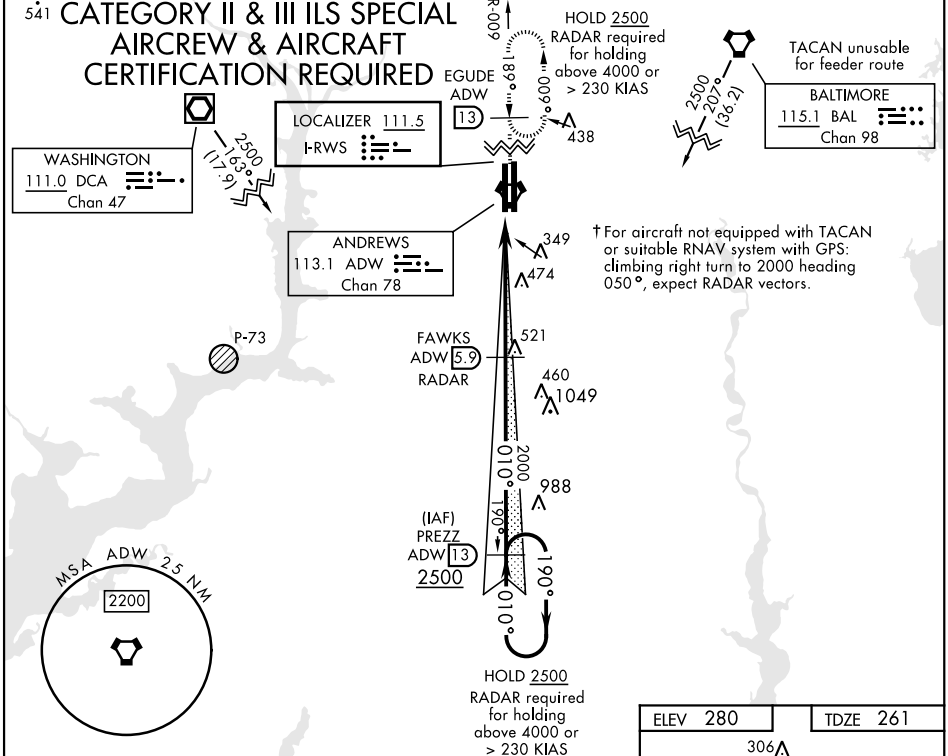 541
CATEGORY II & III ILS SPECIAL
AIRCREW & AIRCRAFT
CERTIFICATION REQUIRED
R-009
189°
009°
HOLD 2500
RADAR required
for holding
above 4000 or
> 230 KIAS
EGUDE
ADW
13
438
TACAN unusable
for feeder route
2500
207°
(36.2)
BALTIMORE
115.1 BAL
Chan 98
LOCALIZER 111.5
I-RWS
2500
163°
(17.9)
WASHINGTON
111.0 DCA
Chan 47
ANDREWS
113.1 ADW
Chan 78
349
474
† For aircraft not equipped with TACAN
or suitable RNAV system with GPS:
climbing right turn to 2000 heading
050°, expect RADAR vectors.
P-73
FAWKS
ADW 5.9
RADAR
521
460
1049
2000
010°
988
190°
(IAF)
PREZZ
ADW 13
2500
190°
010°
MSA ADW 25 NM
2200
HOLD 2500
RADAR required
for holding
above 4000 or
> 230 KIAS
ELEV 280
TDZE 261
306